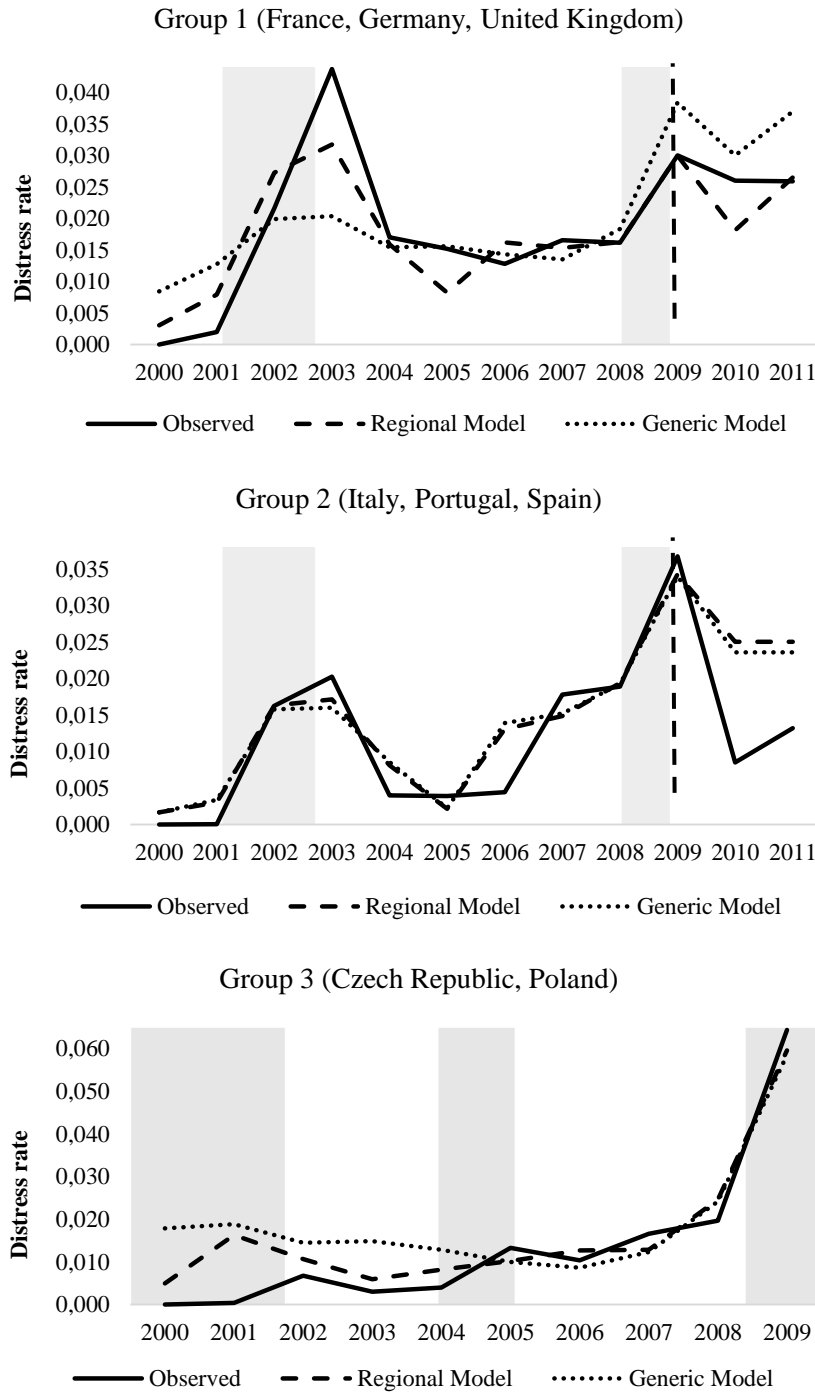 Group 1 (France, Germany, United Kingdom)
0,040
0,035
0,030
0,025
0,020
0,015
0,010
0,005
0,000
Distress rate
2000 2001 2002 2003 2004 2005 2006 2007 2008 2009 2010 2011
Observed Regional Model Generic Model
Group 2 (Italy, Portugal, Spain)
0,035
0,030
0,025
0,020
0,015
0,010
0,005
0,000
Distress rate
2000 2001 2002 2003 2004 2005 2006 2007 2008 2009 2010 2011
Observed Regional Model Generic Model
Group 3 (Czech Republic, Poland)
0,060
0,050
0,040
0,030
0,020
0,010
0,000
Distress rate
2000 2001 2002 2003 2004 2005 2006 2007 2008 2009
Observed Regional Model Generic Model